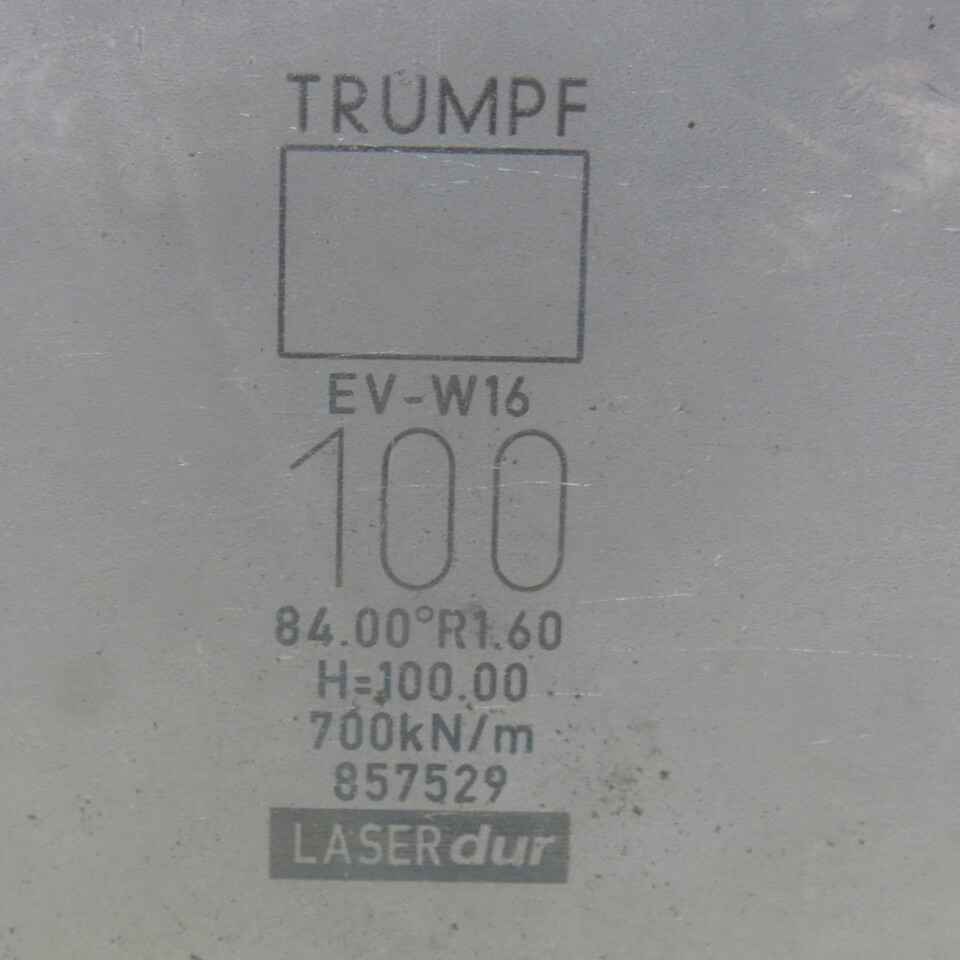 TRUMPF
EV-W16
100
84.00°R1.60
H=100.00
700kN/m
857529
LASERdur